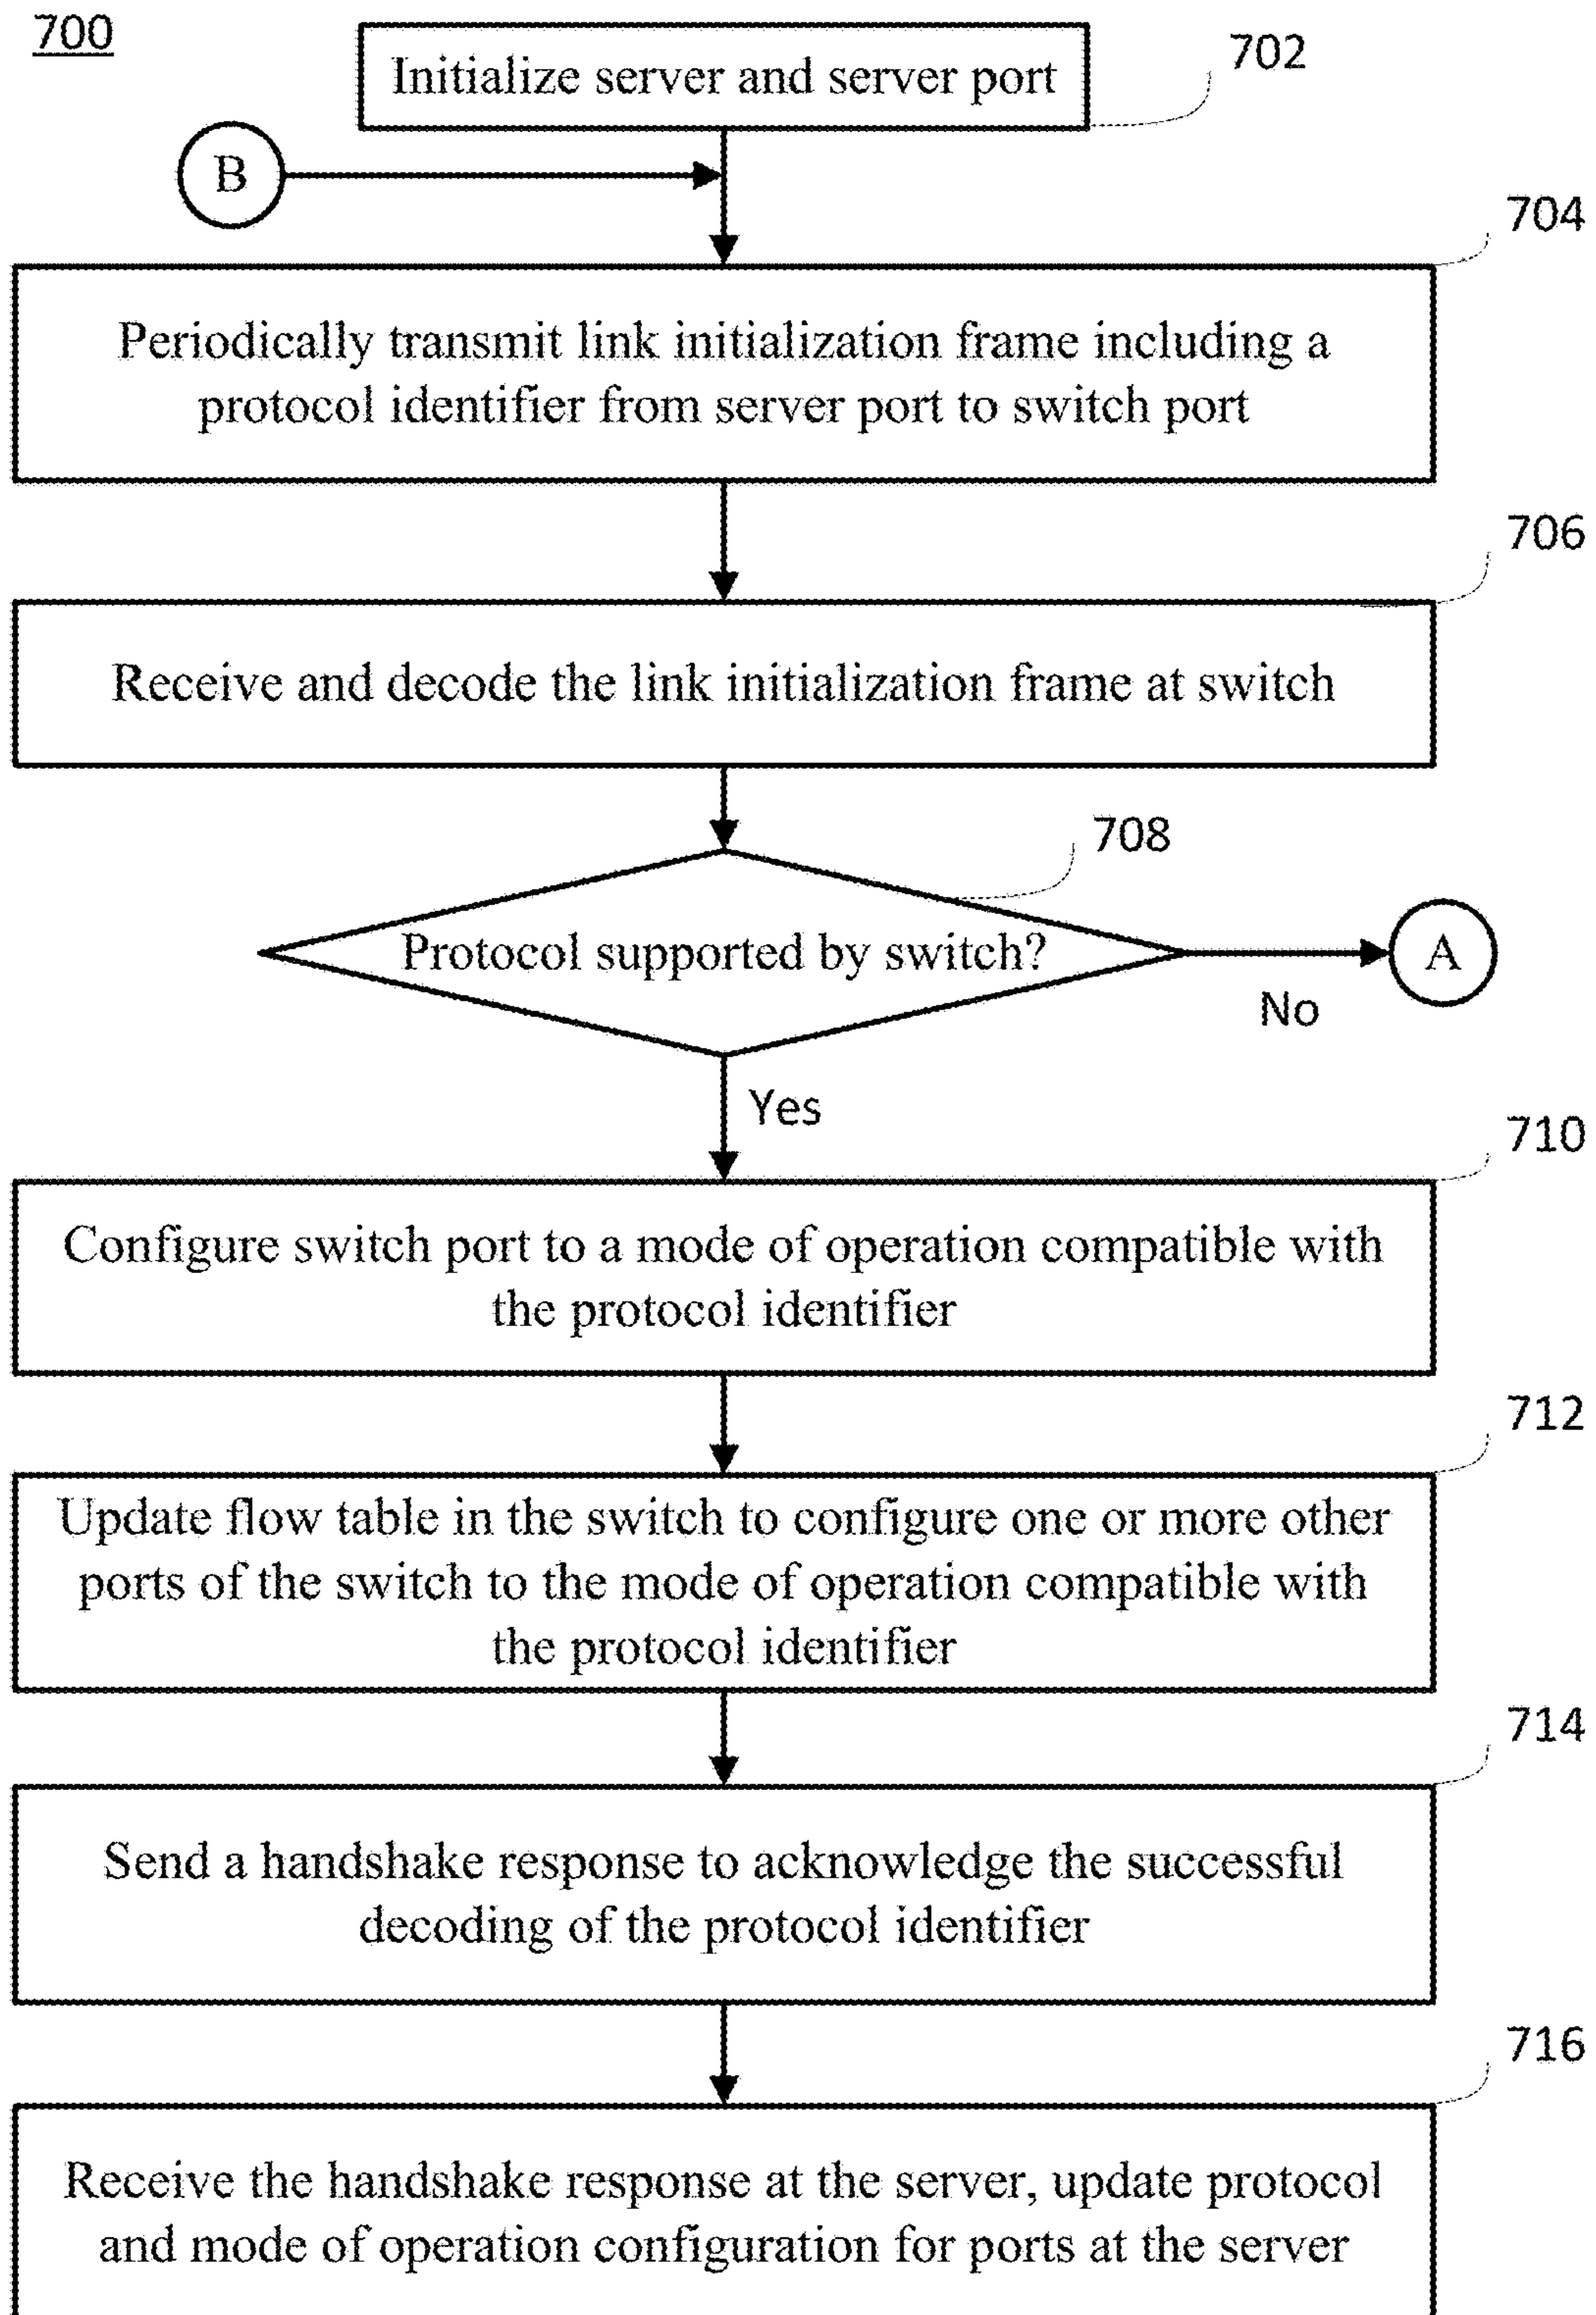 700
Initialize server and server port
702
B
704
Periodically transmit link initialization frame including a
protocol identifier from server port to switch port
706
Receive and decode the link initialization frame at switch
708
Protocol supported by switch?
A
No
Yes
710
Configure switch port to a mode of operation compatible with
the protocol identifier
712
Update flow table in the switch to configure one or more other
ports of the switch to the mode of operation compatible with
the protocol identifier
714
Send a handshake response to acknowledge the successful
decoding of the protocol identifier
716
Receive the handshake response at the server, update protocol
and mode of operation configuration for ports at the server